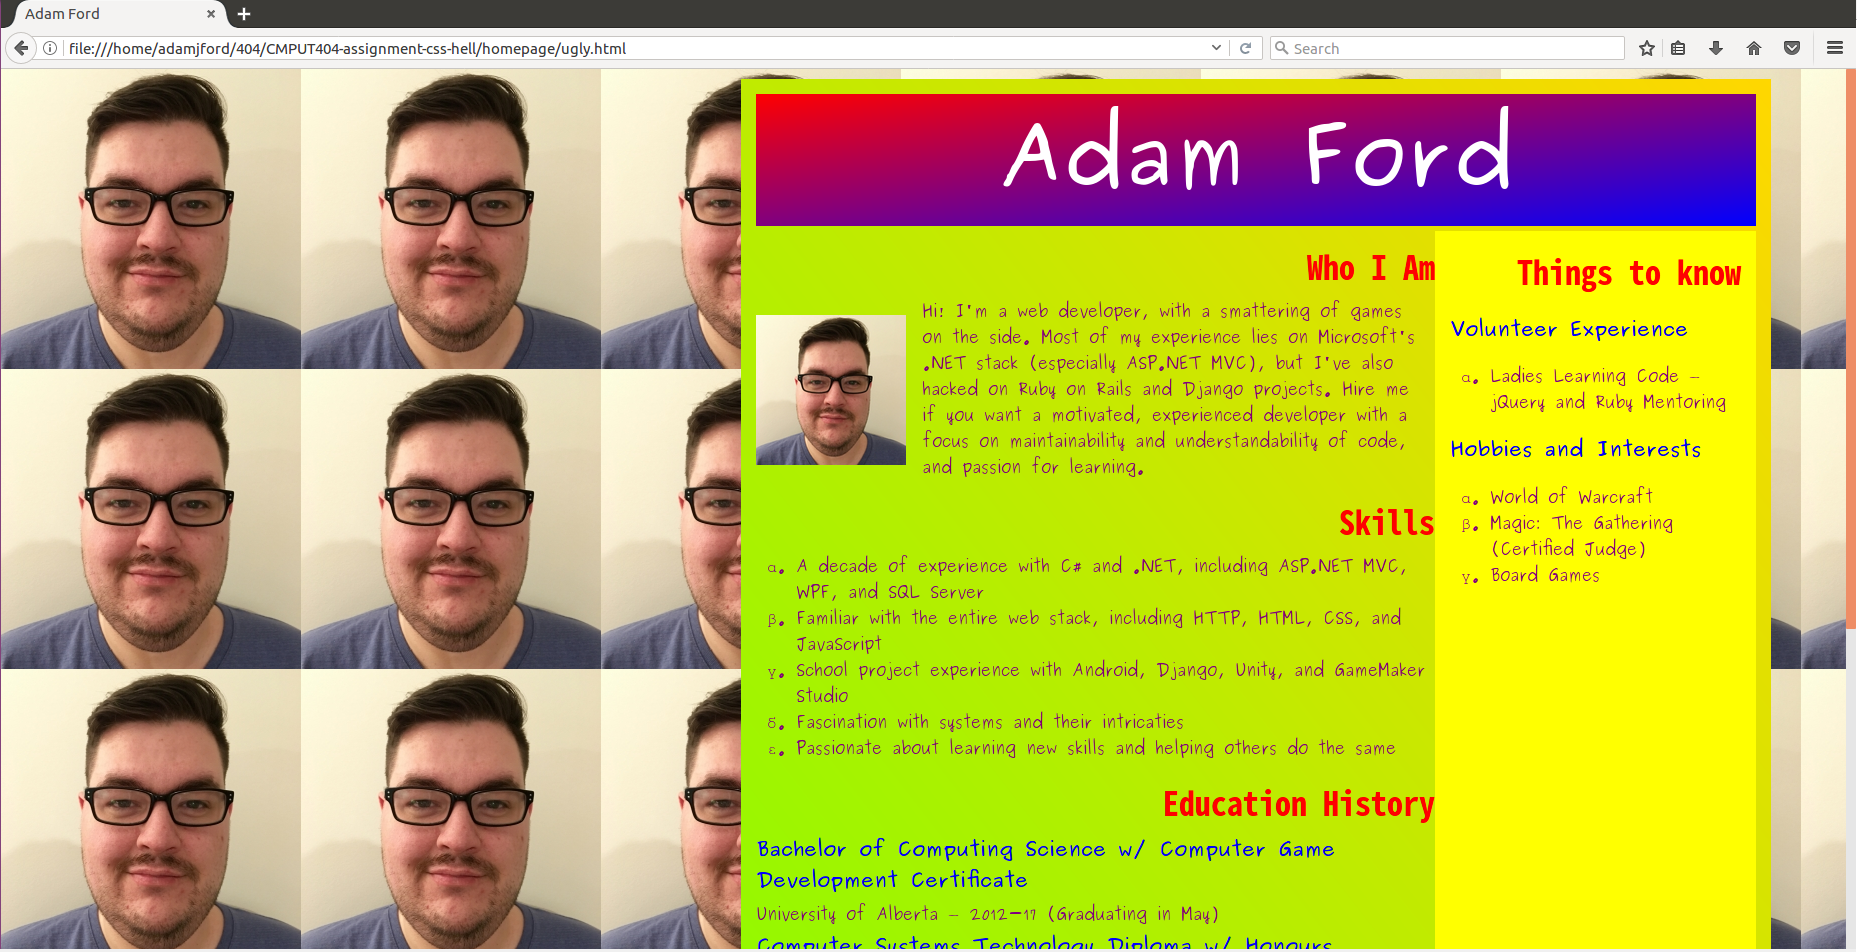 Adam Ford
file:///home/adamjford/404/CMPUT404-assignment-css-hell/homepage/ugly.html
Search
Adam Ford
Who I Am
Hi! I'm a web developer, with a smattering of games
on the side. Most of my experience lies on Microsoft's
.NET stack (especially ASP.NET MVC), but I've also
hacked on Ruby on Rails and Django projects. Hire me
if you want a motivated, experienced developer with a
focus on maintainability and understandability of code,
and passion for learning.
Skills
α. A decade of experience with C# and .NET, including ASP.NET MVC,
WPF, and SQL Server
β. Familiar with the entire web stack, including HTTP, HTML, CSS, and
JavaScript
γ. School project experience with Android, Django, Unity, and GameMaker
Studio
δ. Fascination with systems and their intricaties
ε. Passionate about learning new skills and helping others do the same
Education History
Bachelor of Computing Science w/ Computer Game
Development Certificate
University of Alberta – 2012–17 (Graduating in May)
Computer Systems Technology Diploma w/ Honours
Things to know
Volunteer Experience
α. Ladies Learning Code –
jQuery and Ruby Mentoring
Hobbies and Interests
α. World of Warcraft
β. Magic: The Gathering
(Certified Judge)
γ. Board Games